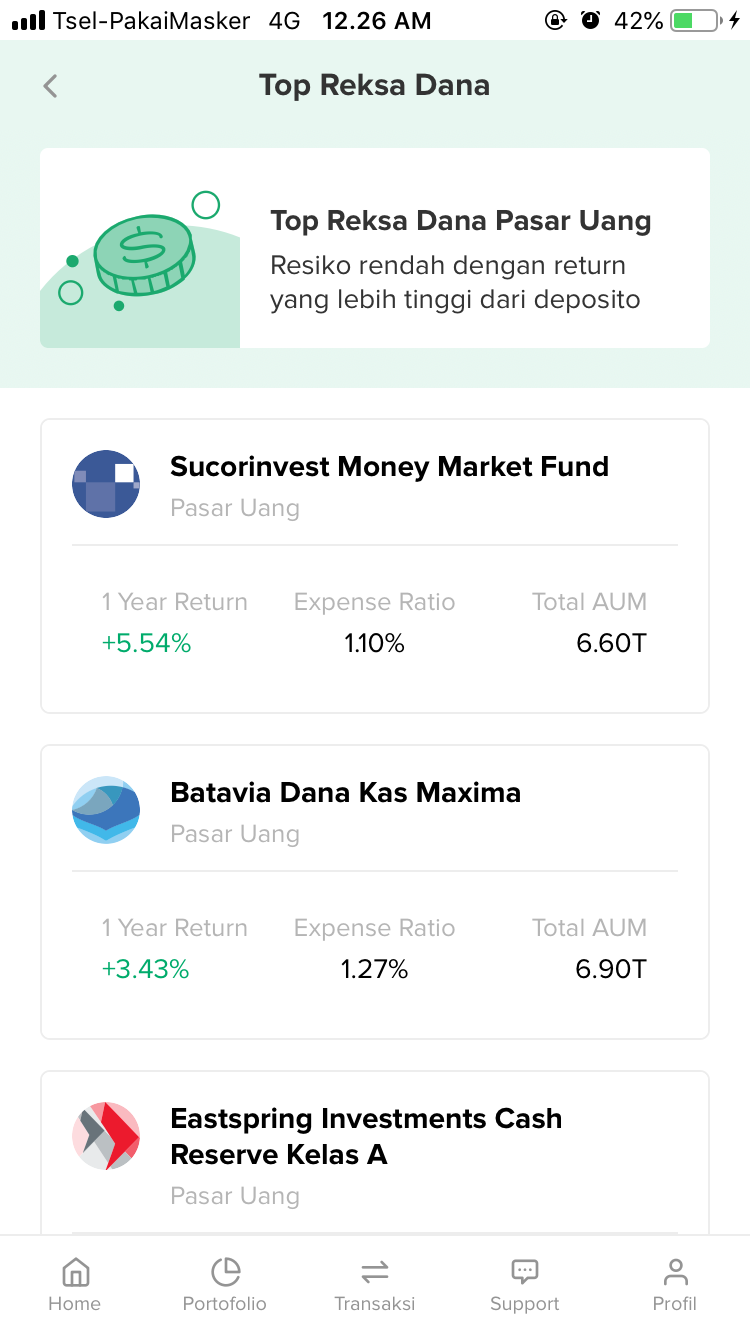 Tsel-PakaiMasker 4G 12.26 AM 42%
Top Reksa Dana
Top Reksa Dana Pasar Uang
Resiko rendah dengan return
yang lebih tinggi dari deposito
Sucorinvest Money Market Fund
Pasar Uang
1 Year Return Expense Ratio Total AUM
+5.54% 1.10% 6.60T
Batavia Dana Kas Maxima
Pasar Uang
1 Year Return Expense Ratio Total AUM
+3.43% 1.27% 6.90T
Eastspring Investments Cash
Reserve Kelas A
Pasar Uang
Home Portofolio Transaksi Support Profil